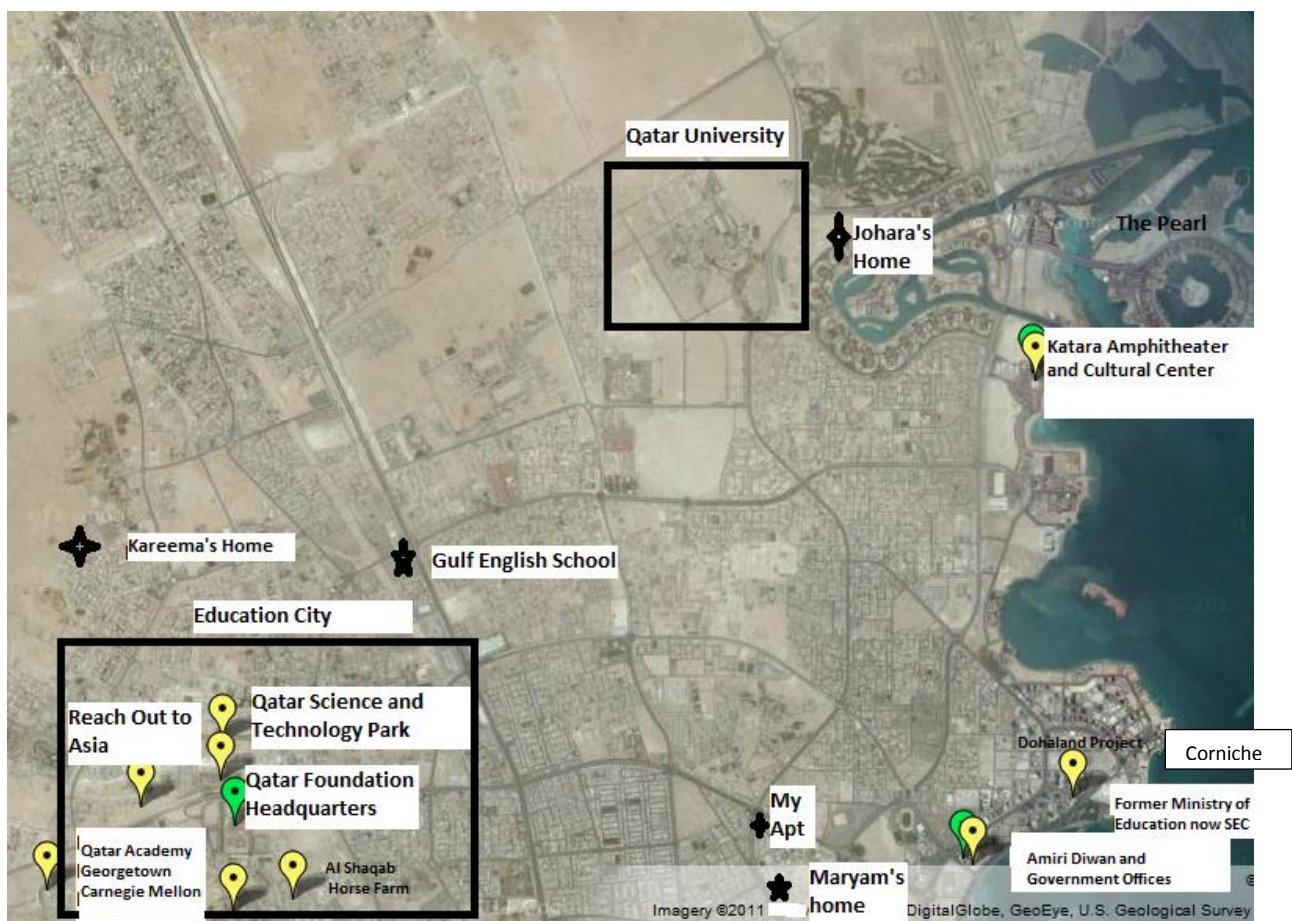 Qatar University
Johara's
Home
The Pearl
Katara Amphitheater
and Cultural Center
Kareema's Home
Gulf English School
Education City
Reach Out to
Asia
Qatar Science and
Technology Park
Qatar Foundation
Headquarters
Qatar Academy
Georgetown
Carnegie Mellon
Al Shaqab
Horse Farm
My
Apt
Maryam's
home
Dohaland Project
Corniche
Former Ministry of
Education now SEC
Amiri Diwan and
Government Offices
Imagery ©2011 DigitalGlobe, GeoEye, U.S. Geological Survey
©